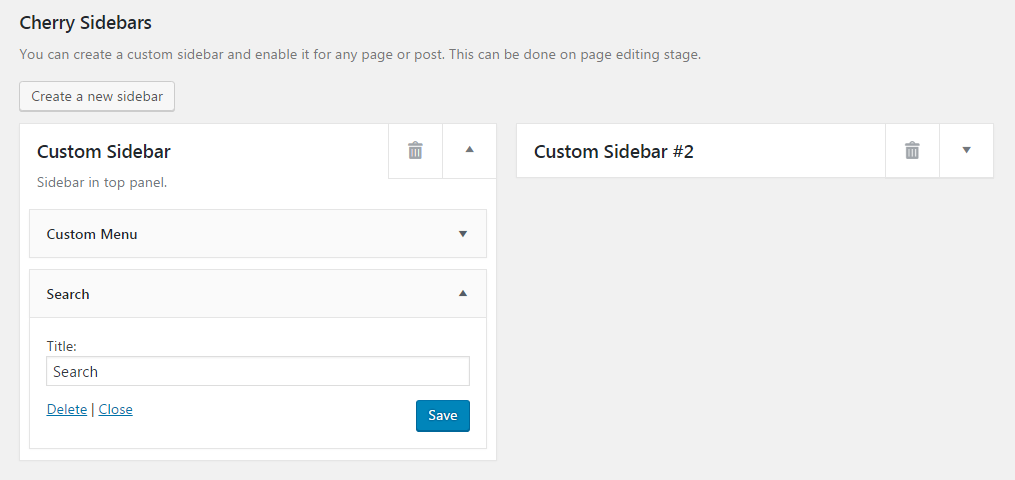 Cherry Sidebars
You can create a custom sidebar and enable it for any page or post. This can be done on page editing stage.
Create a new sidebar
Custom Sidebar
Sidebar in top panel.
Custom Menu
Search
Title:
Search
Delete | Close
Save
Custom Sidebar #2